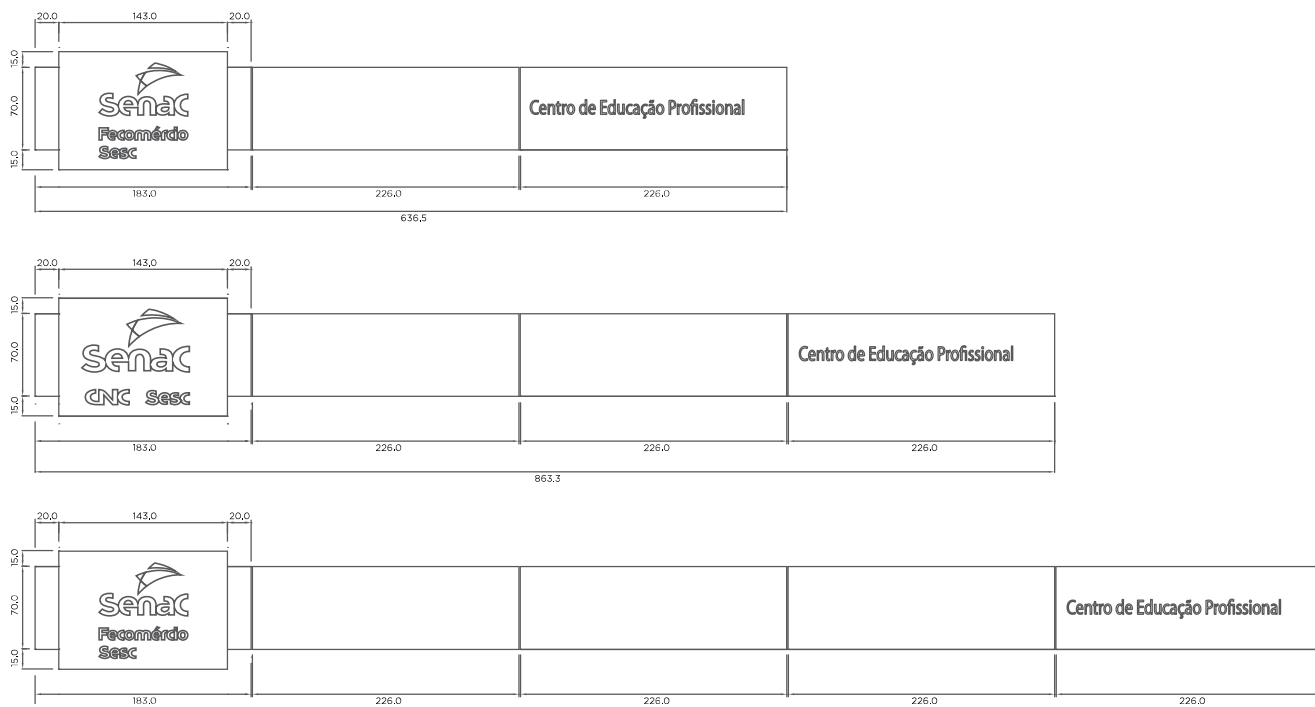 20.0 143.0 20.0
15.0
70.0
15.0
Senac
Fecomércio
Sesc
Centro de Educação Profissional
183.0 226.0 226.0
636,5
20.0 143,0 20.0
15.0
70.0
15.0
Senac
CNC Sesc
Centro de Educação Profissional
183.0 226.0 226.0 226.0
863.3
20,0 143,0 20,0
15.0
70.0
15.0
Senac
Fecomércio
Sesc
Centro de Educação Profissional
183.0 226.0 226.0 226.0 226.0